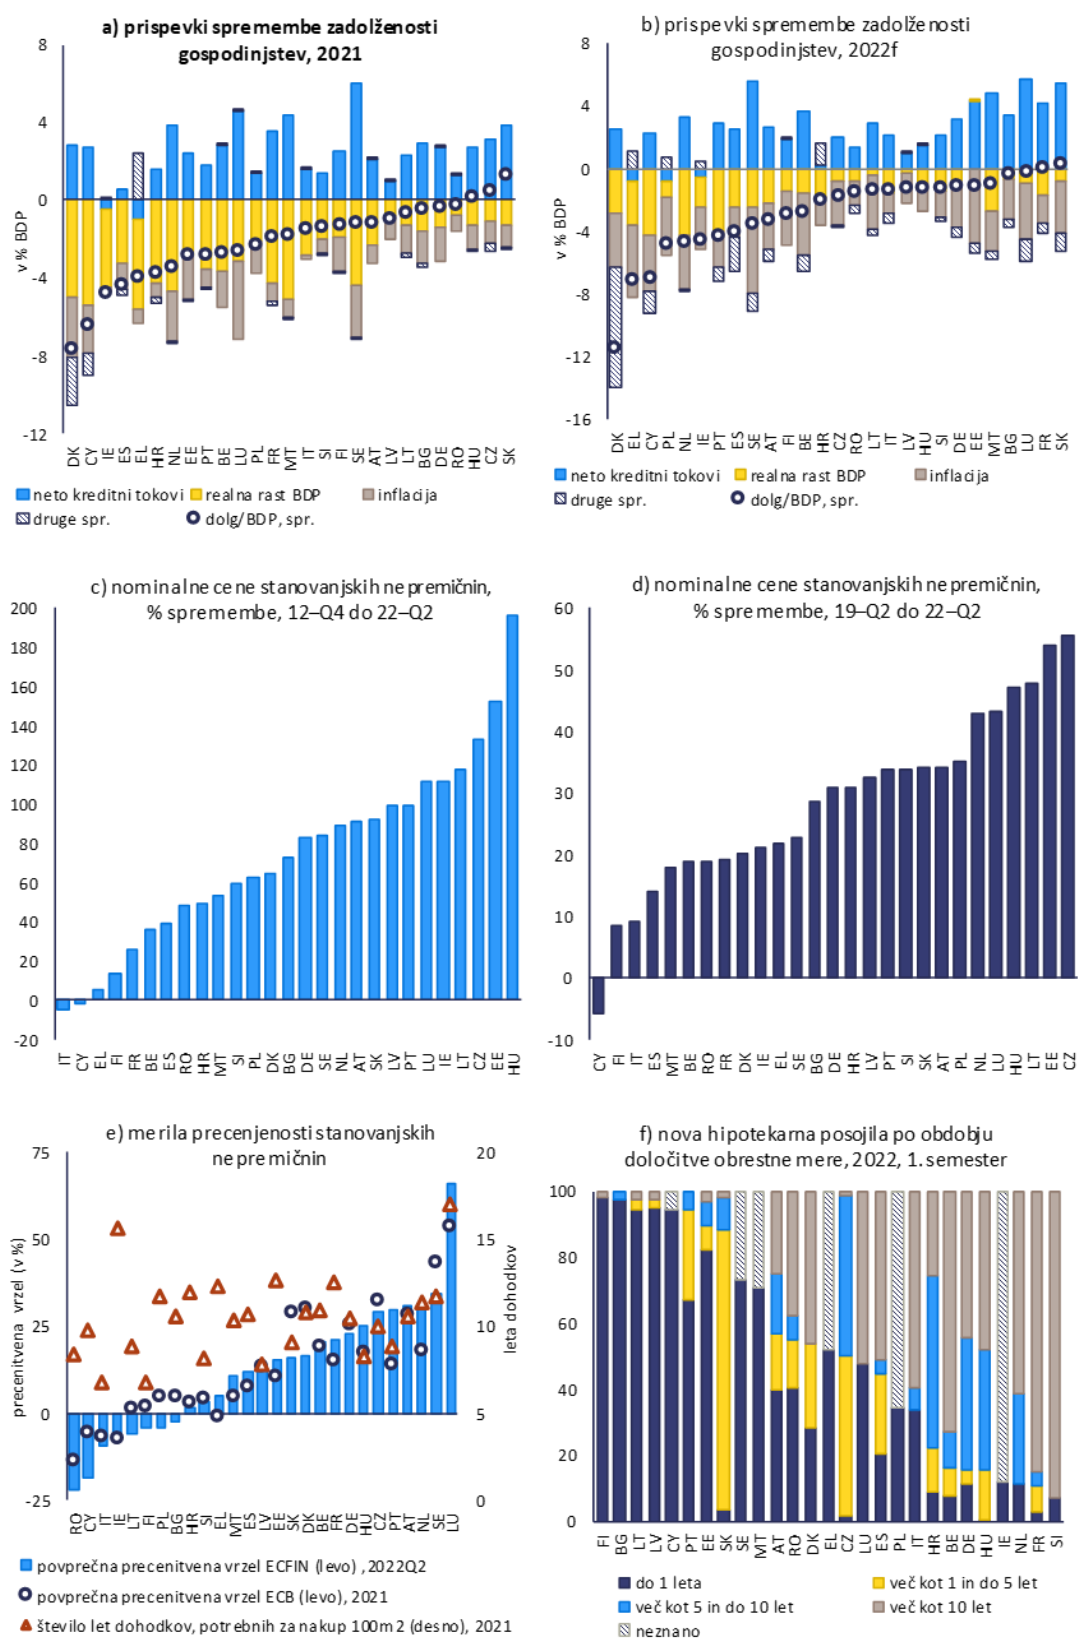 a) prispevki spremembe zadolženosti
gospodinjstev, 2021
8
4
0
-4
-8
-12
v % BDP
DK CY IE ES EL HR NL EE PT BE LU PL FR MT IT SI FI SE AT LV LT BG DE RO HU CZ SK
neto kreditni tokovi
realna rast BDP
inflacija
druge spr.
dolg/BDP, spr.
b) prispevki spremembe zadolženosti
gospodinjstev, 2022f
8
4
0
-4
-8
-12
-16
v % BDP
DK EL CY PL NL IE PT ES SE AT FI BE HR CZ RO LT IT LV HU SI DE EE MT BG LU FR SK
neto kreditni tokovi
realna rast BDP
inflacija
druge spr.
dolg/BDP, spr.
c) nominalne cene stanovanjskih nepremičnin,
% spremembe, 12–Q4 do 22–Q2
200
180
160
140
120
100
80
60
40
20
0
-20
IT CY EL FI FR BE ES RO HR MT SI PL DK BG DE SE NL AT SK LV PT LU IE LT CZ EE HU
d) nominalne cene stanovanjskih nepremičnin,
% spremembe, 19–Q2 do 22–Q2
60
50
40
30
20
10
0
-10
CY FI IT ES MT BE RO FR DK IE EL SE BG DE HR LV PT SI SK AT PL NL LU HU LT EE CZ
e) merila precenjenosti stanovanjskih
nepremičnin
75
50
25
0
-25
precenitvena vrzel (v %)
20
15
10
5
0
leta dohodkov
RO CY IT IE LT FI PL BG HR SI EL MT ES LV EE SK DK BE FR DE HU CZ PT AT NL SE LU
povprečna precenitvena vrzel ECFIN (levo) , 2022Q2
povprečna precenitvena vrzel ECB (levo), 2021
število let dohodkov, potrebnih za nakup 100m2 (desno), 2021
f) nova hipotekarna posojila po obdobju
določitve obrestne mere, 2022, 1. semester
100
80
60
40
20
0
FI BG LT LV CY PT EE SK SE MT AT RO DK EL CZ LU ES PL IT HR BE DE HU IE NL FR SI
do 1 leta
več kot 1 in do 5 let
več kot 5 in do 10 let
več kot 10 let
neznano